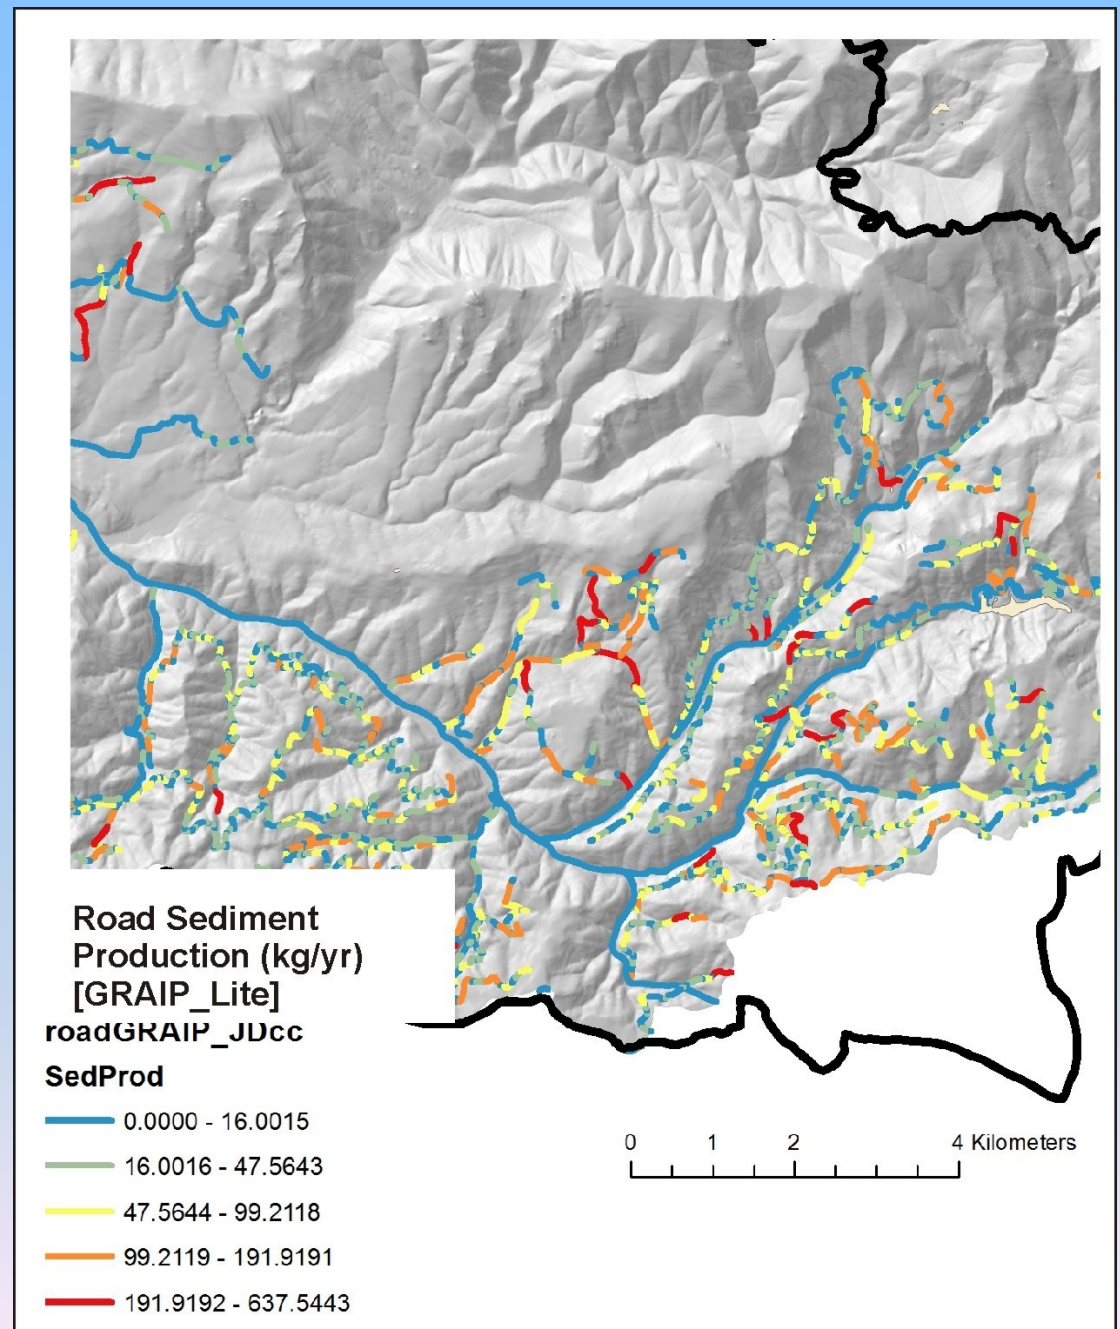 Road Sediment
Production (kg/yr)
[GRAIP_Lite]
roadGRAIP_JDcc
SedProd
0.0000 - 16.0015
16.0016 - 47.5643
47.5644 - 99.2118
99.2119 - 191.9191
191.9192 - 637.5443
0 1 2 4 Kilometers